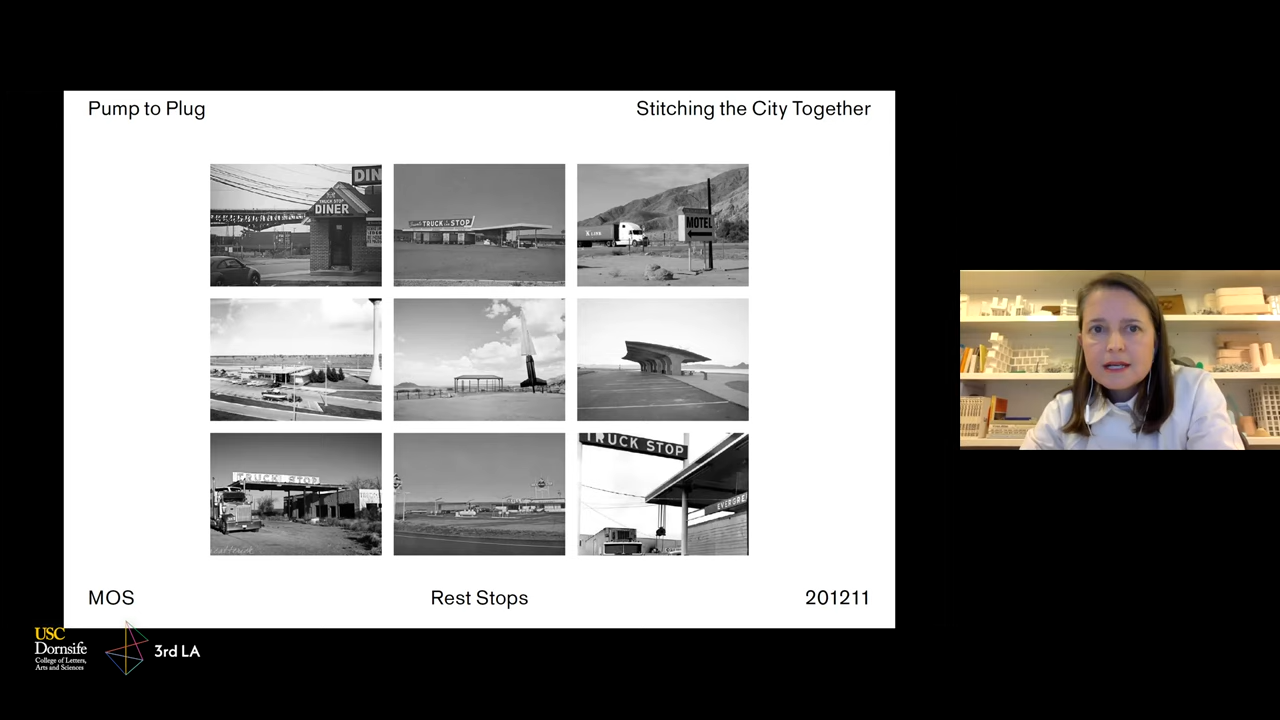 Pump to Plug
Stitching the City Together
DIN
TRUCK STOP
DINER
TRUCK STOP
MOTEL
TRUCK STOP
TRUCK STOP
EVERGRE
MOS
Rest Stops
201211
USC
Dornsife
College of Letters,
Arts and Sciences
3rd LA